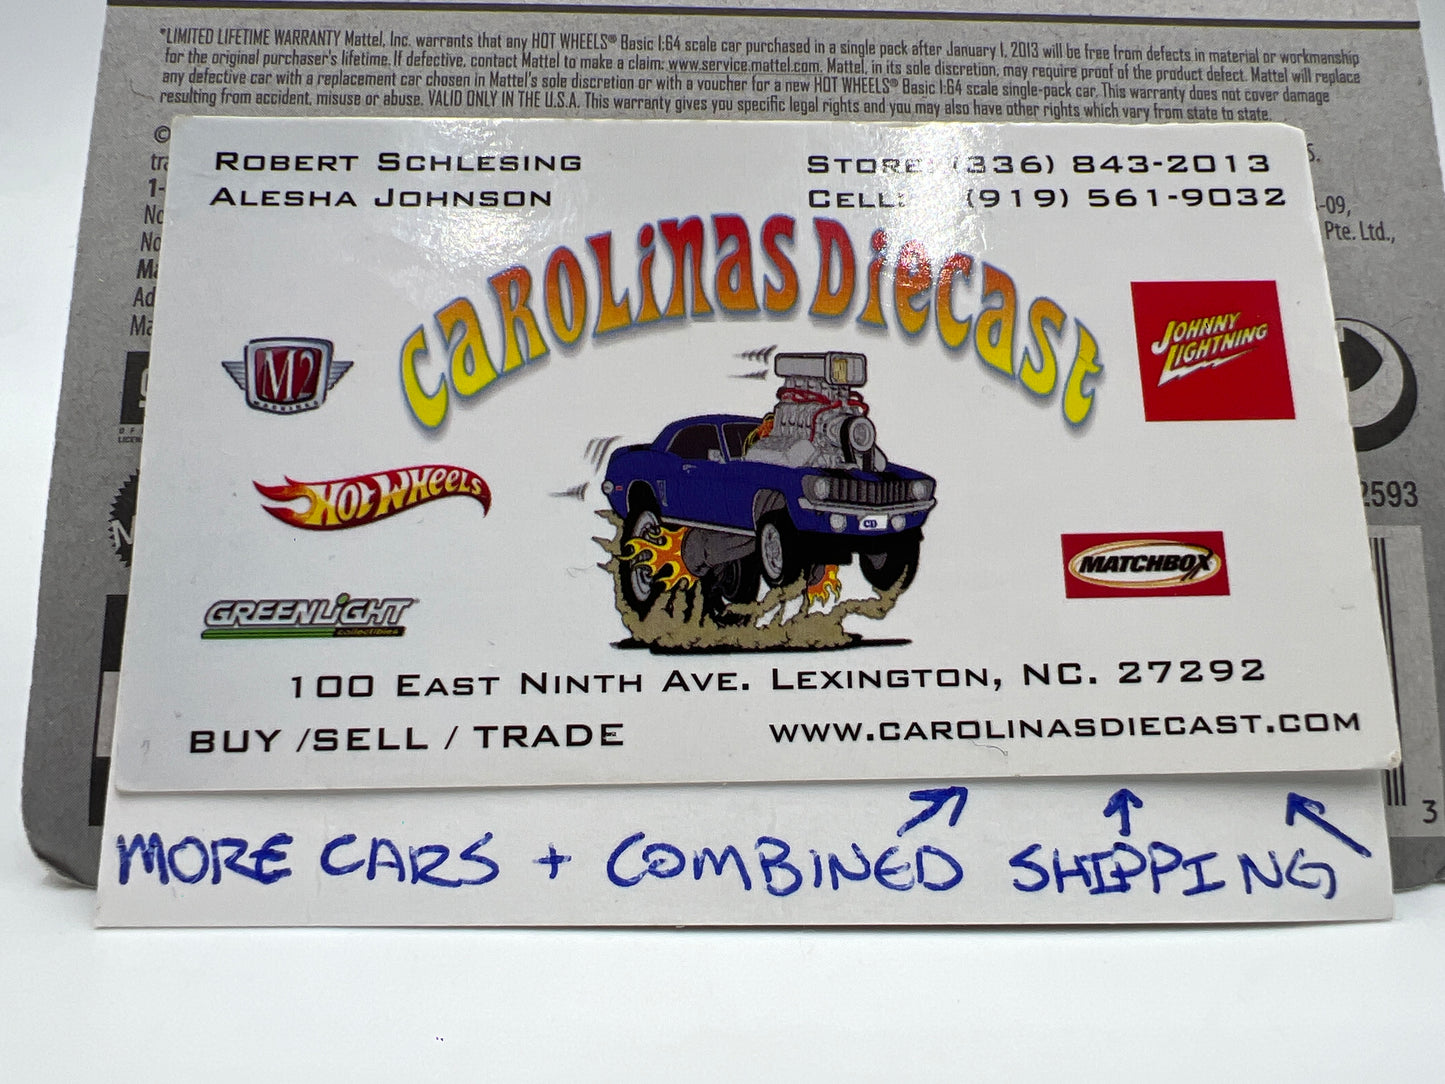 *LIMITED LIFETIME WARRANTY Mattel, Inc. warrants that any HOT WHEELS® Basic 1:64 scale car purchased in a single pack after January 1, 2013 will be free from defects in material or workmanship
for the original purchaser's lifetime. If defective, contact Mattel to make a claim: www.service.mattel.com. Mattel, in its sole discretion, may require proof of the product defect. Mattel will replace
any defective car with a replacement car chosen in Mattel's sole discretion or with a voucher for a new HOT WHEELS® Basic 1:64 scale single-pack car. This warranty does not cover damage
resulting from accident, misuse or abuse. VALID ONLY IN THE U.S.A. This warranty gives you specific legal rights and you may also have other rights which vary from state to state.
ROBERT SCHLESING
STORE: (336) 843-2013
ALESHA JOHNSON
CELL: (919) 561-9032
-09,
Pte. Ltd.,
CAROLINAS DIECAST
JOHNNY LIGHTNING
M2
MACHINES
HOT WHEELS
2593
CD
MATCHBOX
GREENLIGHT
collectibles
100 EAST NINTH AVE. LEXINGTON, NC. 27292
BUY /SELL / TRADE
WWW.CAROLINASDIECAST.COM
3
MORE CARS + COMBINED SHIPPING